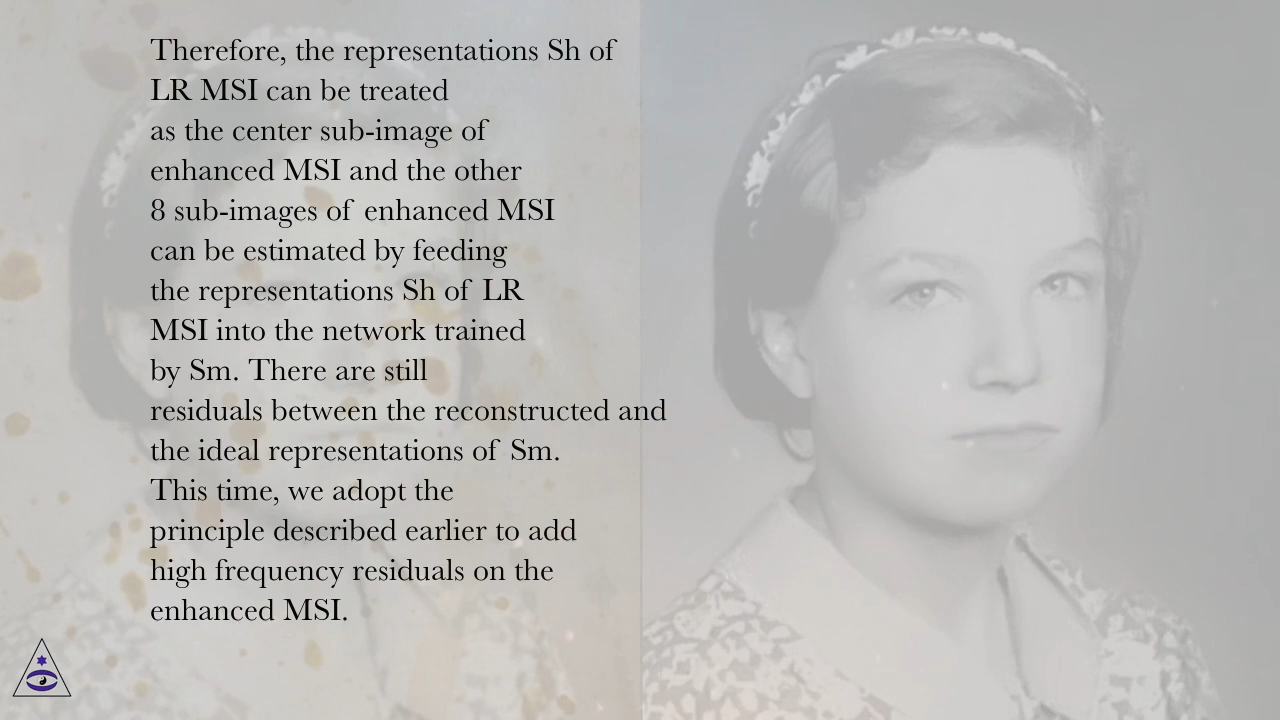 Therefore, the representations Sh of
LR MSI can be treated
as the center sub-image of
enhanced MSI and the other
8 sub-images of enhanced MSI
can be estimated by feeding
the representations Sh of LR
MSI into the network trained
by Sm. There are still
residuals between the reconstructed and
the ideal representations of Sm.
This time, we adopt the
principle described earlier to add
high frequency residuals on the
enhanced MSI.